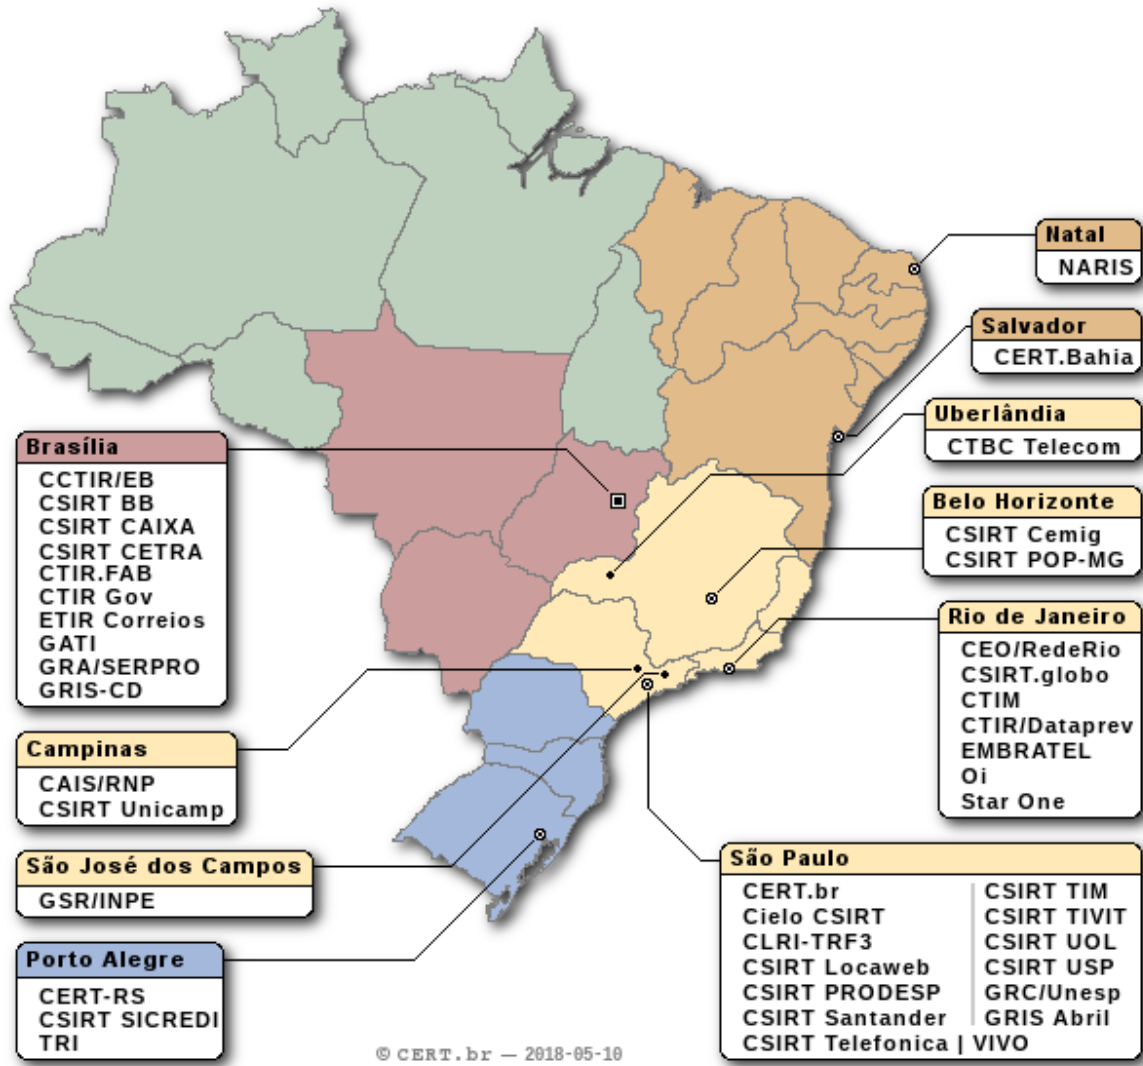 Natal
NARIS
Salvador
CERT.Bahia
Uberlândia
CTBC Telecom
Brasília
CCTIR/EB
CSIRT BB
CSIRT CAIXA
CSIRT CETRA
CTIR.FAB
CTIR Gov
ETIR Correios
GATI
GRA/SERPRO
GRIS-CD
Belo Horizonte
CSIRT Cemig
CSIRT POP-MG
Rio de Janeiro
CEO/RedeRio
CSIRT.globo
CTIM
CTIR/Dataprev
EMBRATEL
Oi
Star One
Campinas
CAIS/RNP
CSIRT Unicamp
São José dos Campos
GSR/INPE
São Paulo
CERT.br
Cielo CSIRT
CLRI-TRF3
CSIRT Locaweb
CSIRT PRODESP
CSIRT Santander
CSIRT Telefonica | VIVO
CSIRT TIM
CSIRT TIVIT
CSIRT UOL
CSIRT USP
GRC/Unesp
GRIS Abril
Porto Alegre
CERT-RS
CSIRT SICREDI
TRI
© CERT.br — 2018-05-10